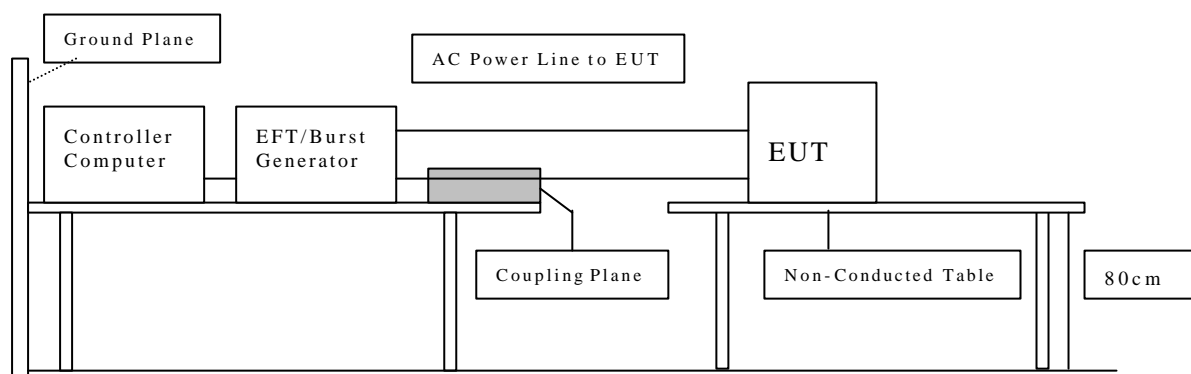 Ground Plane
AC Power Line to EUT
Controller
Computer
EFT/Burst
Generator
EUT
Coupling Plane
Non-Conducted Table
80cm